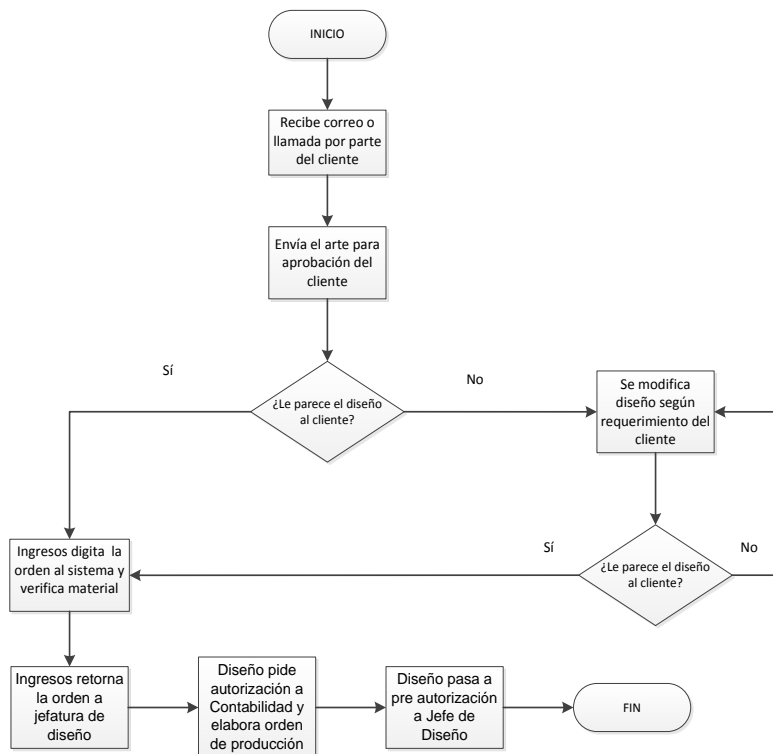 INICIO
Recibe correo o
llamada por parte
del cliente
Envía el arte para
aprobación del
cliente
Sí
No
¿Le parece el diseño
al cliente?
Se modifica
diseño según
requerimiento del
cliente
Ingresos digita la
orden al sistema y
verifica material
Sí
No
¿Le parece el diseño
al cliente?
Ingresos retorna
la orden a
jefatura de
diseño
Diseño pide
autorización a
Contabilidad y
elabora orden
de producción
Diseño pasa a
pre autorización
a Jefe de
Diseño
FIN